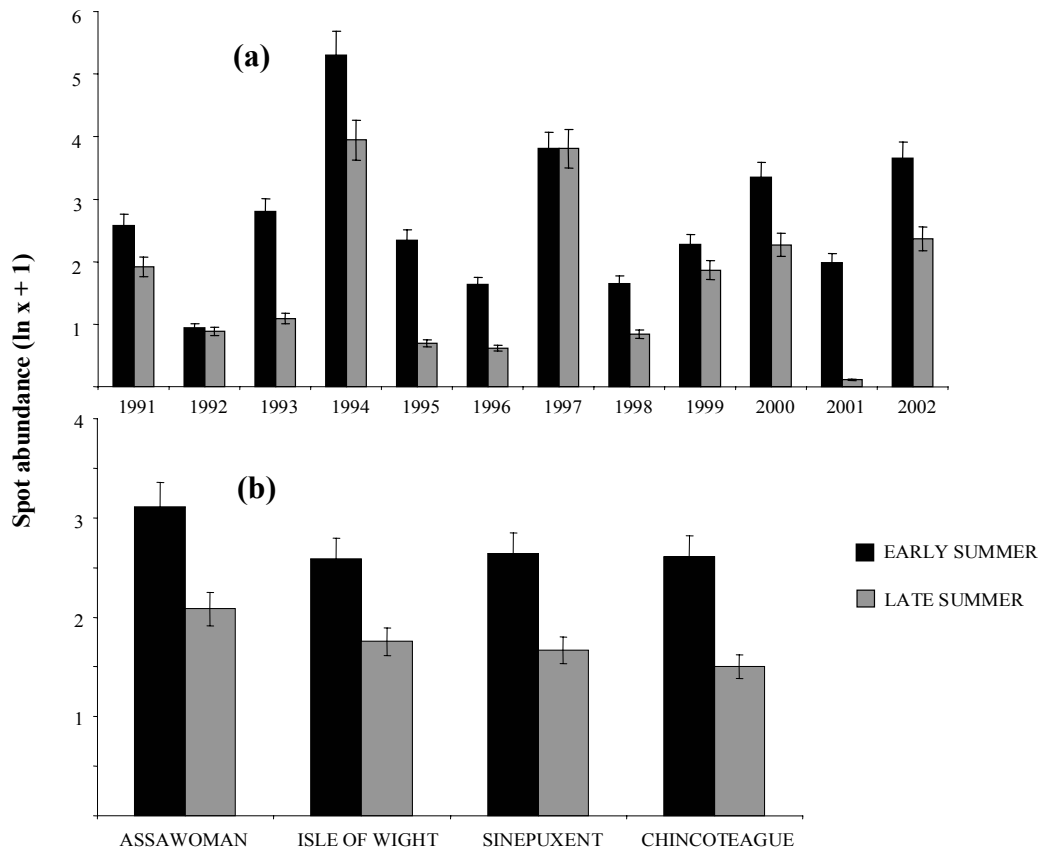 6
(a)
5
4
3
2
1
1991 1992 1993 1994 1995 1996 1997 1998 1999 2000 2001 2002
Spot abundance (ln x + 1)
4
(b)
3
EARLY SUMMER
LATE SUMMER
2
1
ASSAWOMAN ISLE OF WIGHT SINEPUXENT CHINCOTEAGUE